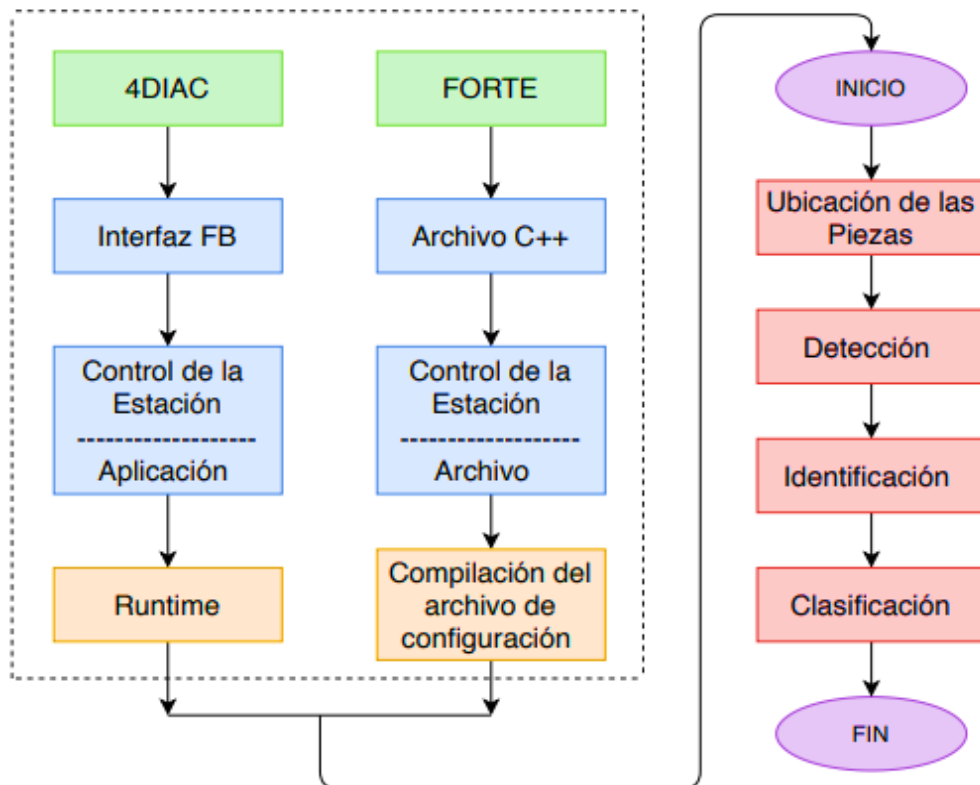 4DIAC
Interfaz FB
Control de la
Estación
-------------------
Aplicación
Runtime
FORTE
Archivo C++
Control de la
Estación
-------------------
Archivo
Compilación del
archivo de
configuración
INICIO
Ubicación de las
Piezas
Detección
Identificación
Clasificación
FIN